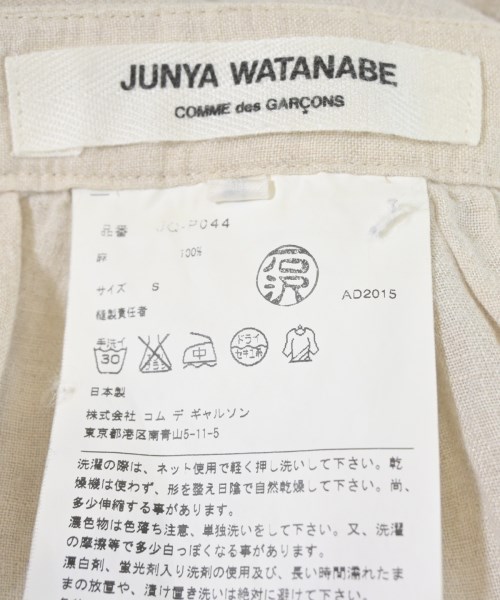 JUNYA WATANABE
COMME des GARÇONS
品番
麻 100%
サイズ S
AD2015
縫製責任者
手洗イ 30 中 ドライ セキユ系
日本製
株式会社 コム デ ギャルソン
東京都港区南青山5-11-5
洗濯の際は、ネット使用で軽く押し洗いして下さい。乾
燥機は使わず、形を整え日陰で自然乾燥して下さい。尚、
多少伸縮する事があります。
濃色物は色落ち注意、単独洗いをして下さい。又、洗濯
の摩擦等で多少白っぽくなる事があります。
漂白剤、蛍光剤入り洗剤の使用及び、長い時間濡れたま
まの放置や、漬け置き洗いは避けて下さい。